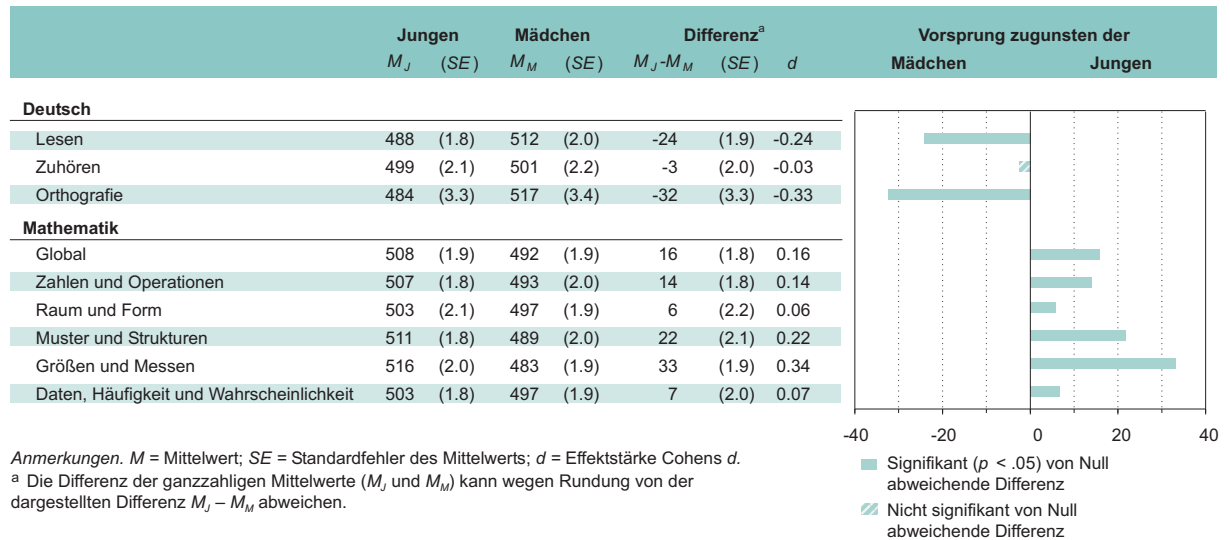 Jungen Mädchen Differenzᵃ Vorsprung zugunsten der
M_J (SE) M_M (SE) M_J-M_M (SE) d Mädchen Jungen
Deutsch
Lesen 488 (1.8) 512 (2.0) -24 (1.9) -0.24
Zuhören 499 (2.1) 501 (2.2) -3 (2.0) -0.03
Orthografie 484 (3.3) 517 (3.4) -32 (3.3) -0.33
Mathematik
Global 508 (1.9) 492 (1.9) 16 (1.8) 0.16
Zahlen und Operationen 507 (1.8) 493 (2.0) 14 (1.8) 0.14
Raum und Form 503 (2.1) 497 (1.9) 6 (2.2) 0.06
Muster und Strukturen 511 (1.8) 489 (2.0) 22 (2.1) 0.22
Größen und Messen 516 (2.0) 483 (1.9) 33 (1.9) 0.34
Daten, Häufigkeit und Wahrscheinlichkeit 503 (1.8) 497 (1.9) 7 (2.0) 0.07
-40 -20 0 20 40
Anmerkungen. M = Mittelwert; SE = Standardfehler des Mittelwerts; d = Effektstärke Cohens d.
ᵃ Die Differenz der ganzzahligen Mittelwerte (M_J und M_M) kann wegen Rundung von der
dargestellten Differenz M_J – M_M abweichen.
Signifikant (p < .05) von Null
abweichende Differenz
Nicht signifikant von Null
abweichende Differenz